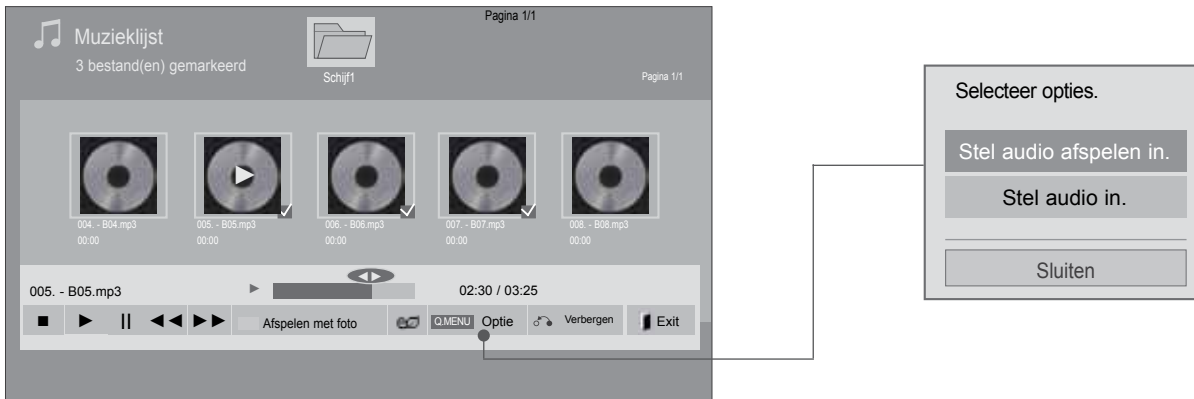 Pagina 1/1
Muzieklijst
3 bestand(en) gemarkeerd
Schijf1
Pagina 1/1
004. - B04.mp3
00:00
005. - B05.mp3
00:00
006. - B06.mp3
00:00
007. - B07.mp3
00:00
008. - B08.mp3
00:00
005. - B05.mp3
02:30 / 03:25
Afspelen met foto
Q.MENU Optie
Verbergen
Exit
Selecteer opties.
Stel audio afspelen in.
Stel audio in.
Sluiten